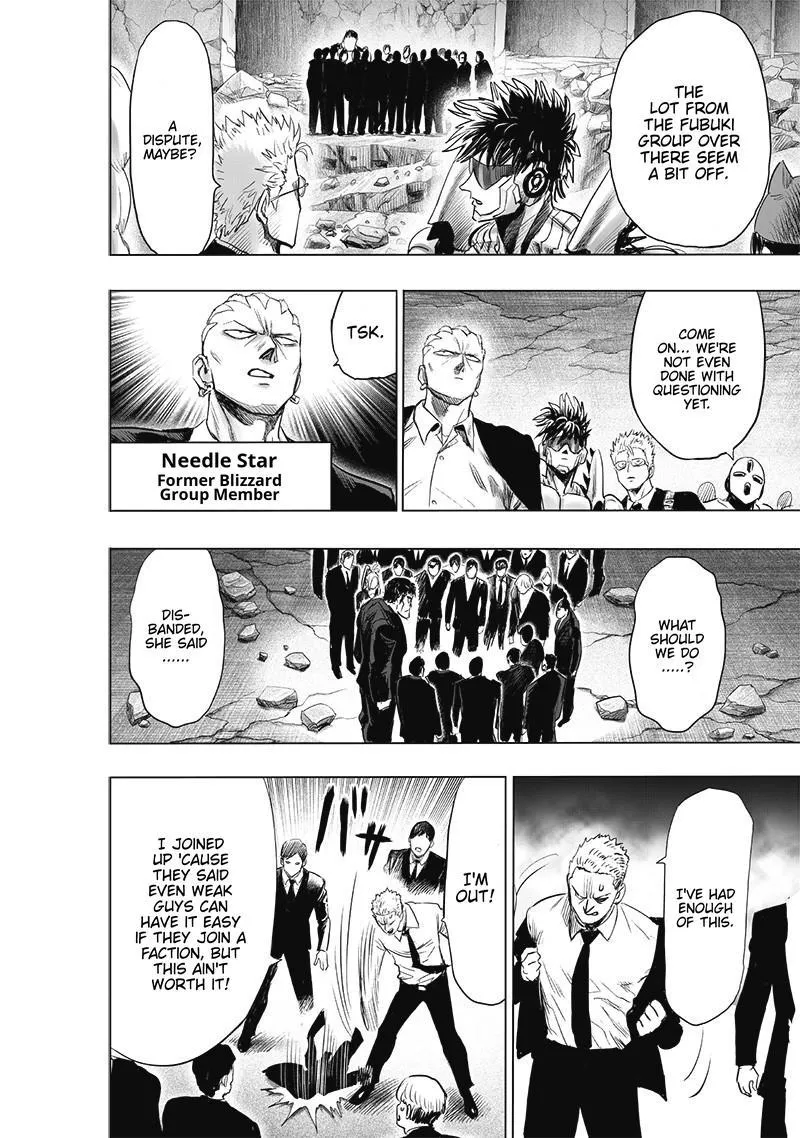 THE
LOT FROM
THE FUBUKI
GROUP OVER
THERE SEEM
A BIT OFF.
A
DISPUTE,
MAYBE?
COME
ON... WE'RE
NOT EVEN
DONE WITH
QUESTIONING
YET.
TSK.
Needle Star
Former Blizzard
Group Member
WHAT
SHOULD
WE DO
.....?
DIS-
BANDED,
SHE SAID
......
I'VE HAD
ENOUGH
OF THIS.
I'M
OUT!
バサ
I JOINED
UP 'CAUSE
THEY SAID
EVEN WEAK
GUYS CAN
HAVE IT EASY
IF THEY JOIN A
FACTION, BUT
THIS AIN'T
WORTH IT!